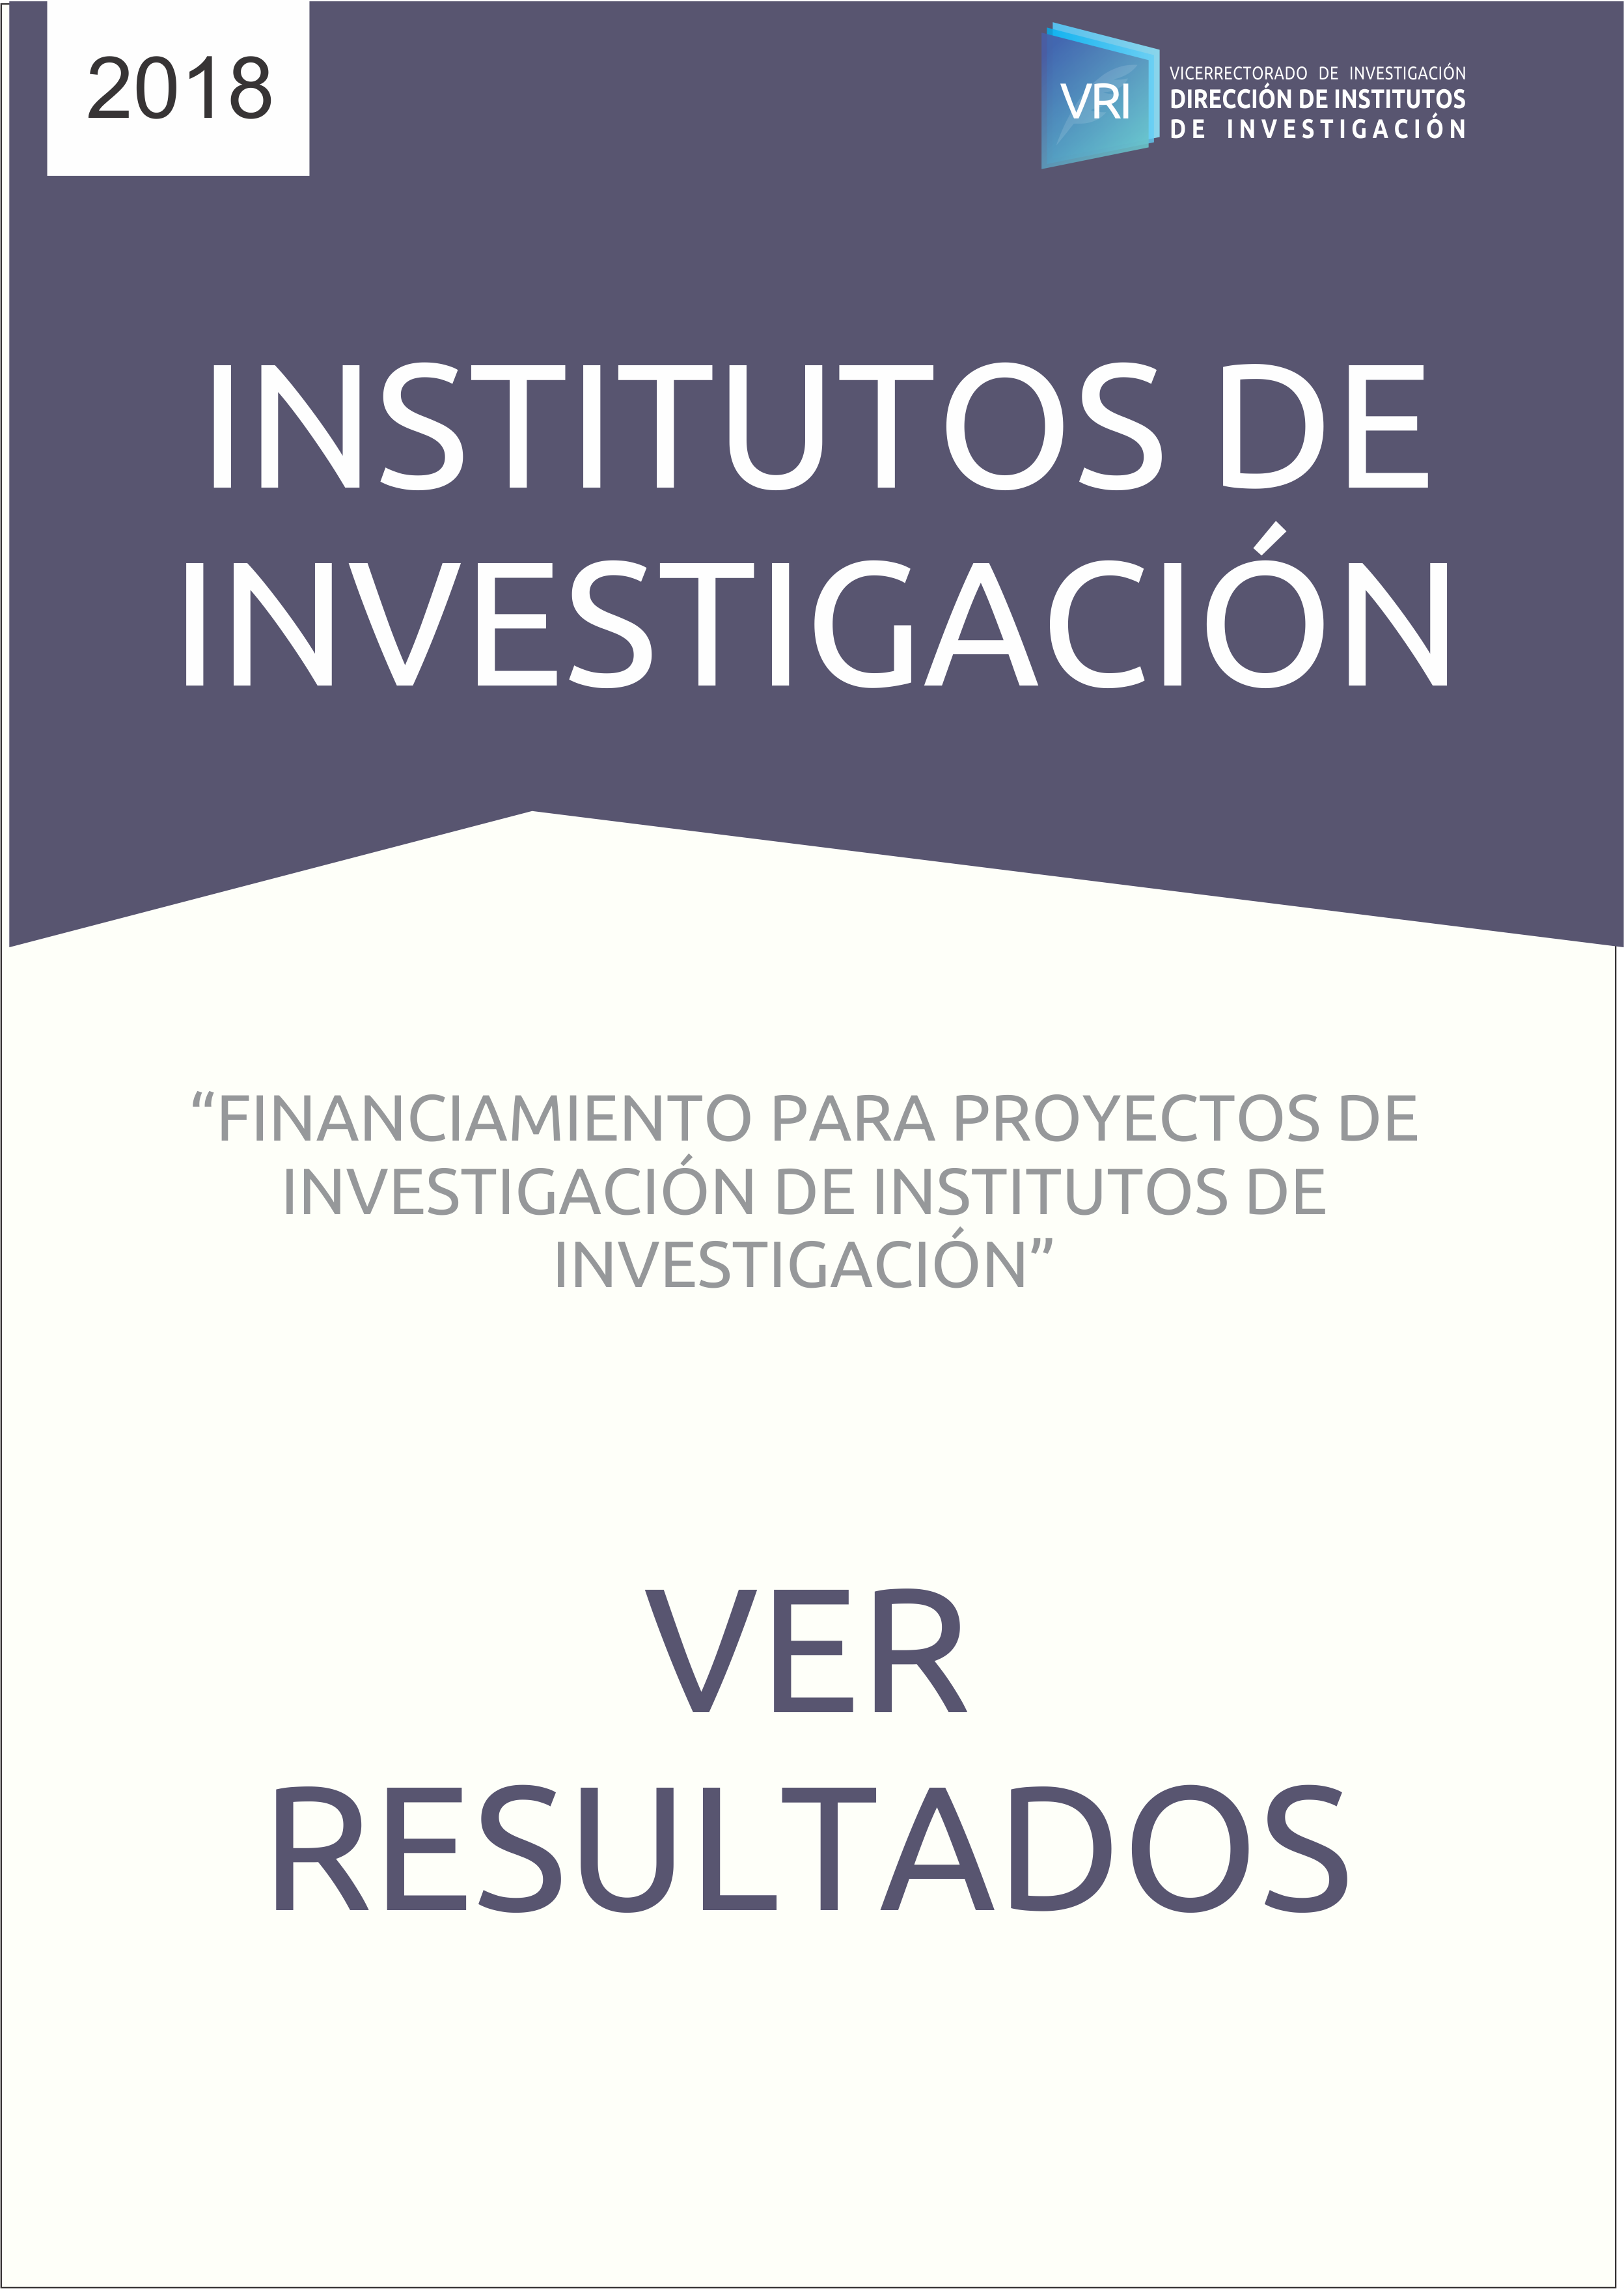 2018
VRI
VICERRECTORADO DE INVESTIGACIÓN
DIRECCIÓN DE INSTITUTOS
DE INVESTIGACIÓN
INSTITUTOS DE
INVESTIGACIÓN
“FINANCIAMIENTO PARA PROYECTOS DE
INVESTIGACIÓN DE INSTITUTOS DE
INVESTIGACIÓN”
VER
RESULTADOS